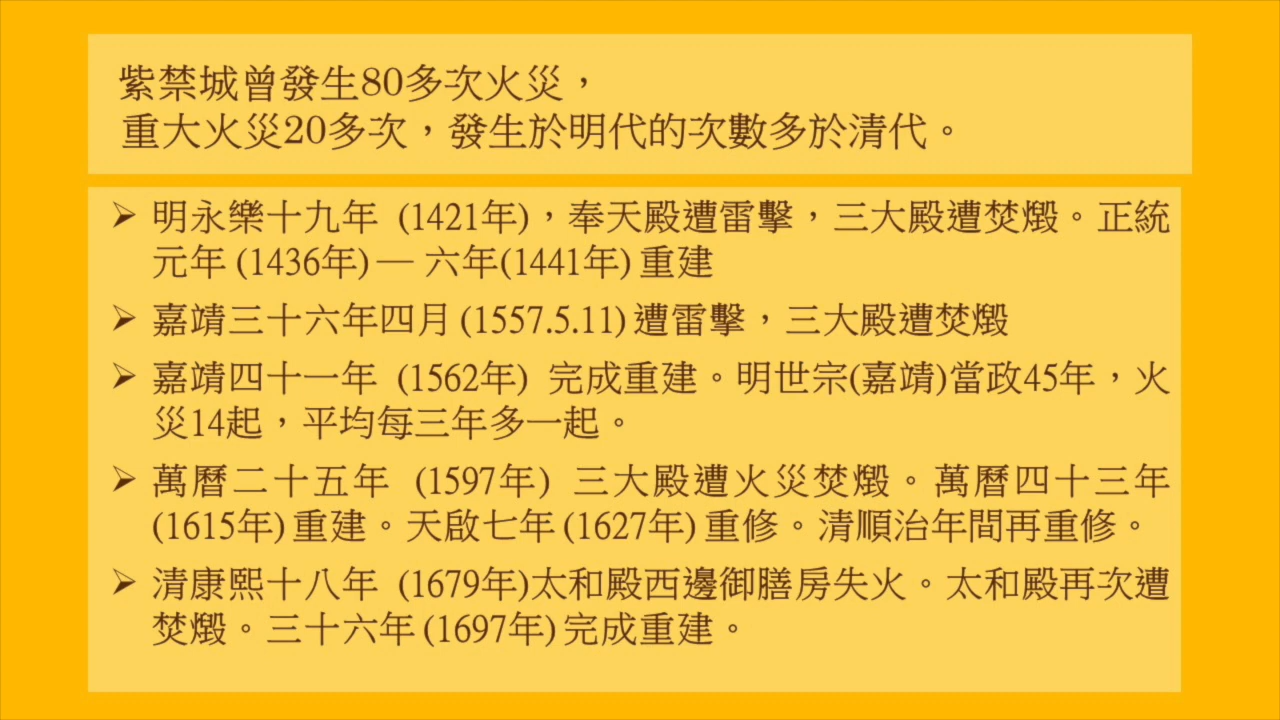 紫禁城曾發生80多次火災，
重大火災20多次，發生於明代的次數多於清代。
➢ 明永樂十九年 (1421年)，奉天殿遭雷擊，三大殿遭焚燬。正統
元年 (1436年) — 六年(1441年) 重建
➢ 嘉靖三十六年四月 (1557.5.11) 遭雷擊，三大殿遭焚燬
➢ 嘉靖四十一年 (1562年) 完成重建。明世宗(嘉靖)當政45年，火
災14起，平均每三年多一起。
➢ 萬曆二十五年 (1597年) 三大殿遭火災焚燬。萬曆四十三年
(1615年) 重建。天啟七年 (1627年) 重修。清順治年間再重修。
➢ 清康熙十八年 (1679年)太和殿西邊御膳房失火。太和殿再次遭
焚燬。三十六年 (1697年) 完成重建。